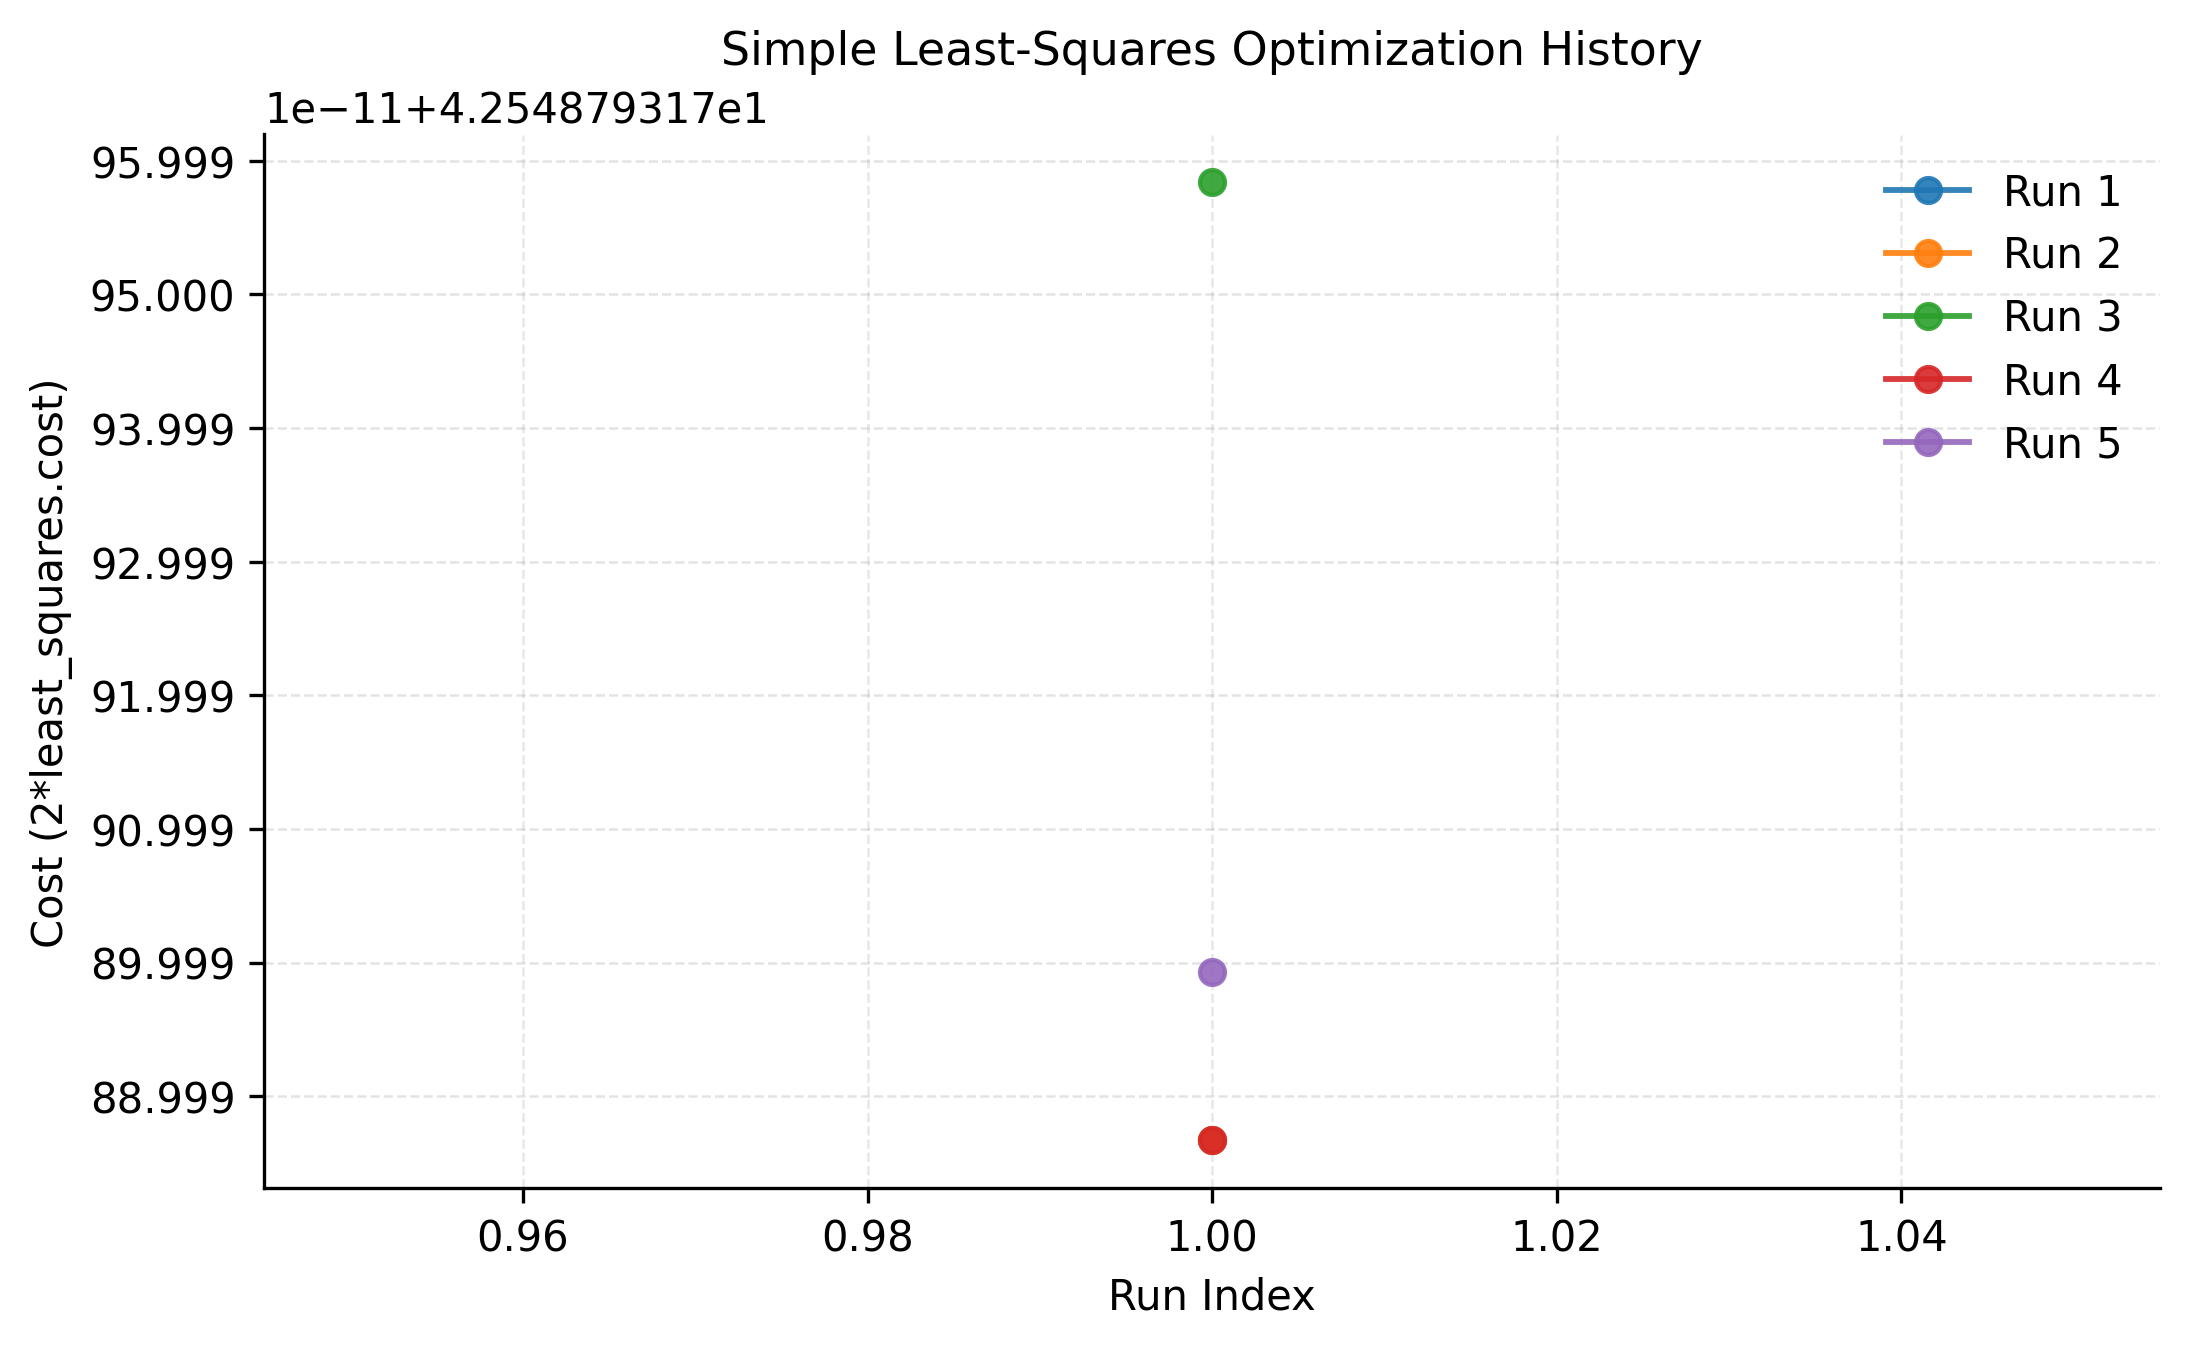 Simple Least-Squares Optimization History
1e−11+4.254879317e1
95.999
95.000
93.999
92.999
91.999
90.999
89.999
88.999
Cost (2*least_squares.cost)
Run 1
Run 2
Run 3
Run 4
Run 5
0.96 0.98 1.00 1.02 1.04
Run Index